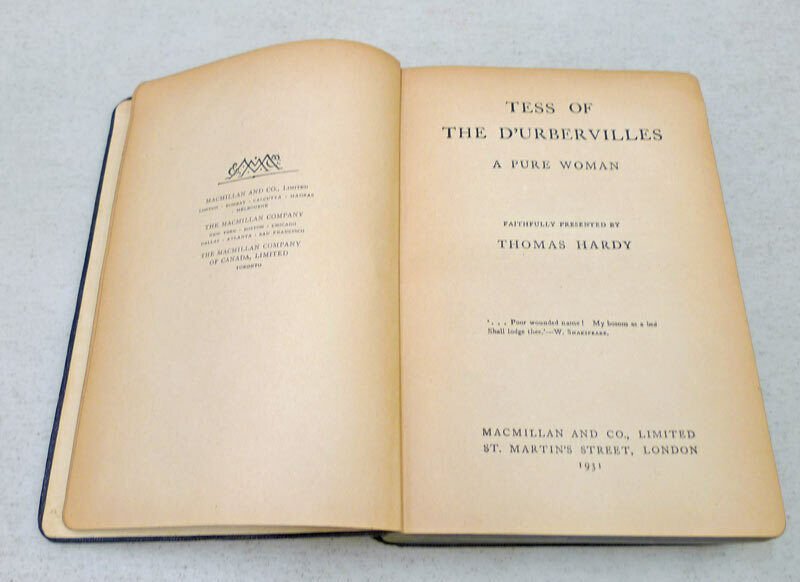 MACMILLAN AND CO., LIMITED
LONDON · BOMBAY · CALCUTTA · MADRAS
MELBOURNE
THE MACMILLAN COMPANY
NEW YORK · BOSTON · CHICAGO
DALLAS · ATLANTA · SAN FRANCISCO
THE MACMILLAN COMPANY
OF CANADA, LIMITED
TORONTO
TESS OF
THE D'URBERVILLES
A PURE WOMAN
FAITHFULLY PRESENTED BY
THOMAS HARDY
'. . . Poor wounded name! My bosom as a bed
Shall lodge thee.'—W. SHAKSPEARE.
MACMILLAN AND CO., LIMITED
ST. MARTIN'S STREET, LONDON
1931